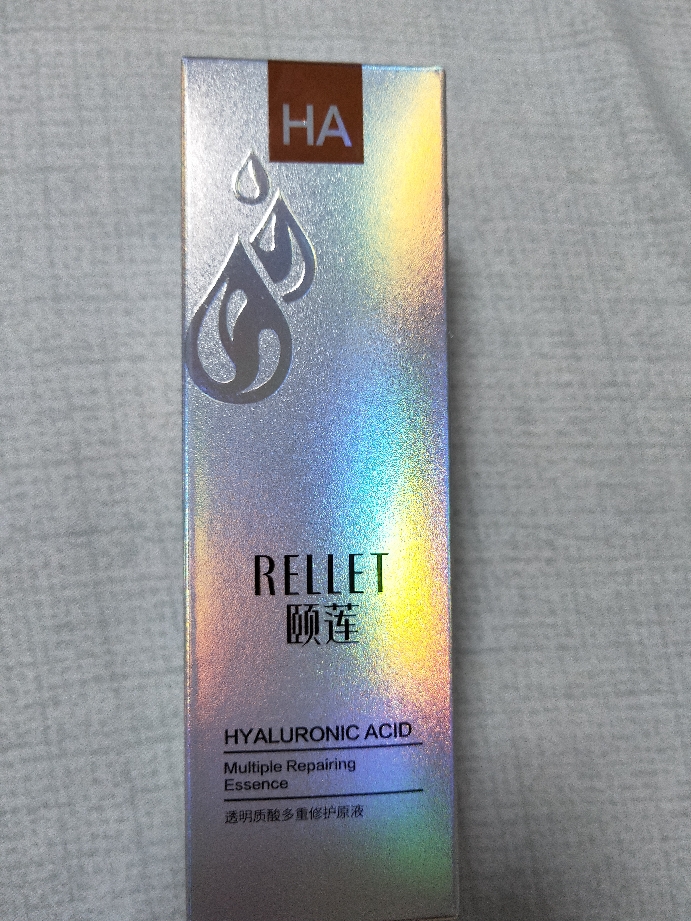 HA
RELLET
颐莲
HYALURONIC ACID
Multiple Repairing
Essence
透明质酸多重修护原液